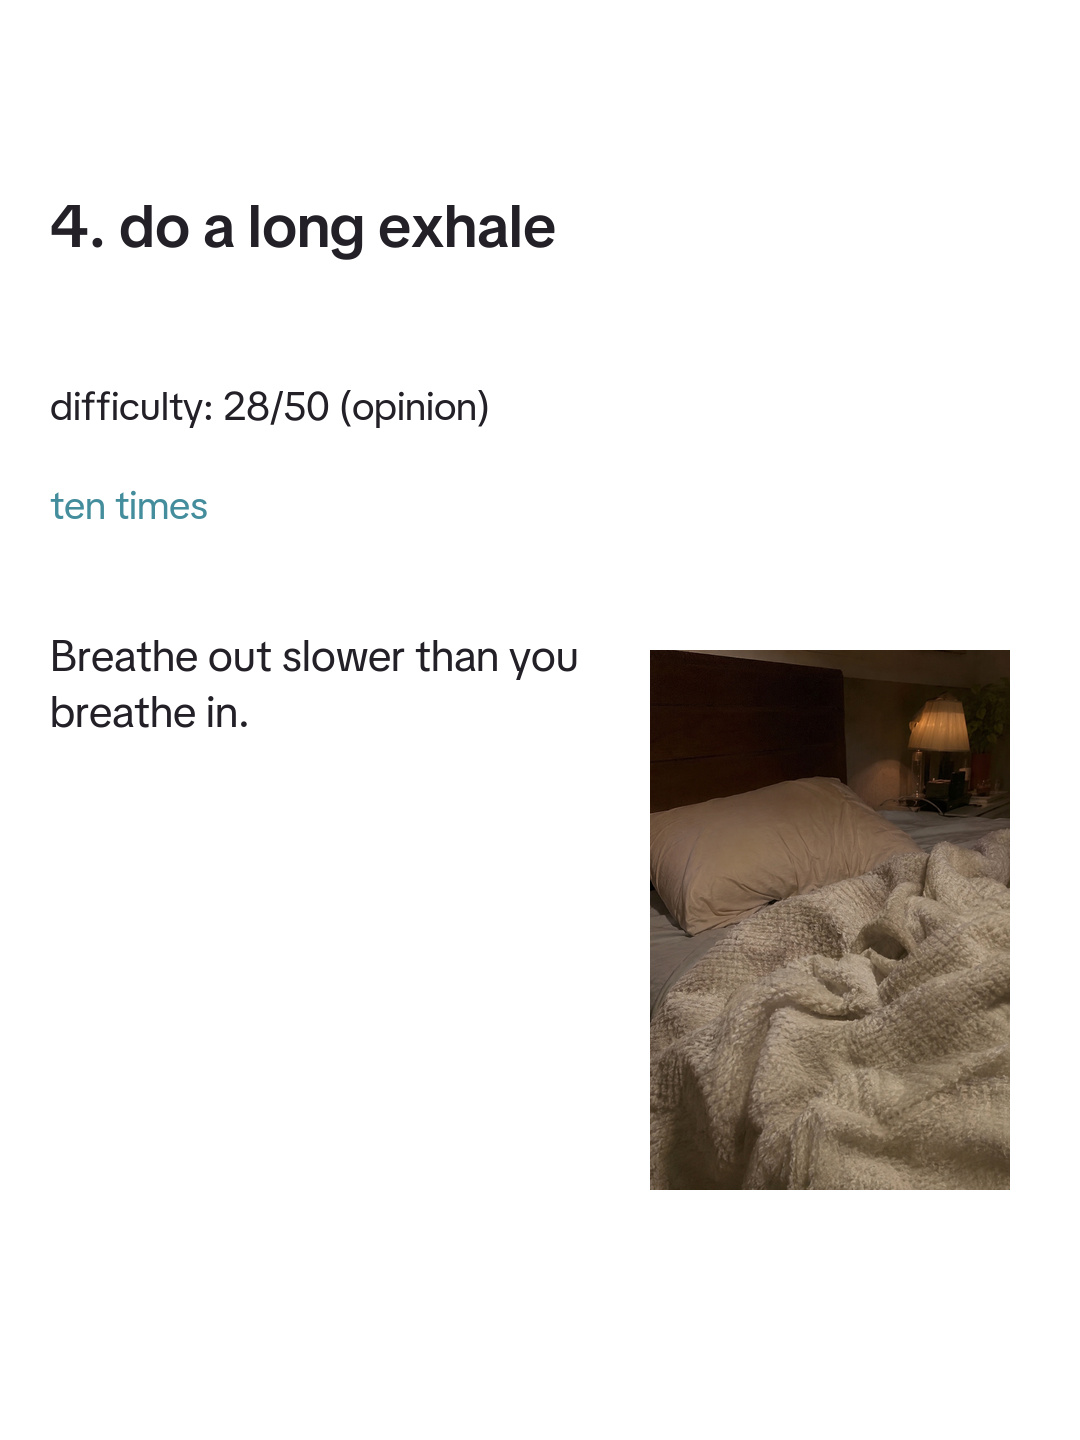 4. do a long exhale
difficulty: 28/50 (opinion)
ten times
Breathe out slower than you
breathe in.